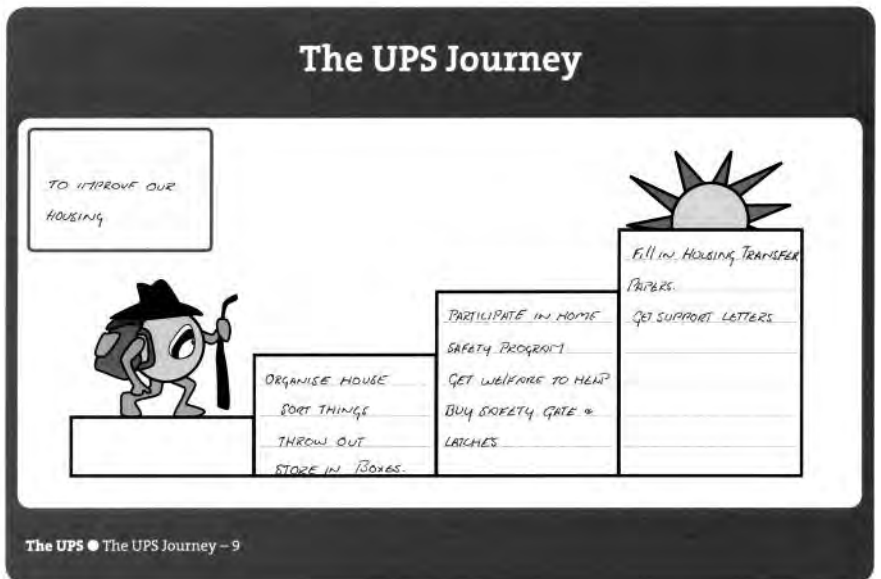 The UPS Journey
TO IMPROVE OUR
HOUSING
ORGANISE HOUSE
SORT THINGS
THROW OUT
STORE IN BOXES.
PARTICIPATE IN HOME
SAFETY PROGRAM
GET WELFARE TO HELP
BUY SAFETY GATE &
LATCHES
Fill IN HOUSING TRANSFER
PAPERS.
GET SUPPORT LETTERS
The UPS ● The UPS Journey – 9